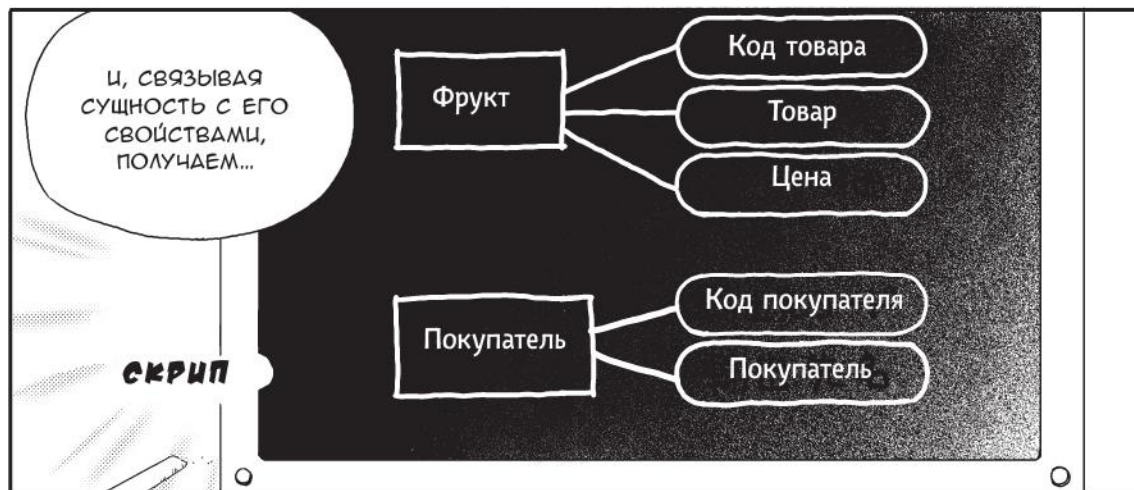 И, СВЯЗЫВАЯ
СУЩНОСТЬ С ЕГО
СВОЙСТВАМИ,
ПОЛУЧАЕМ...
Фрукт
Код товара
Товар
Цена
Покупатель
Код покупателя
Покупатель
СКРИП